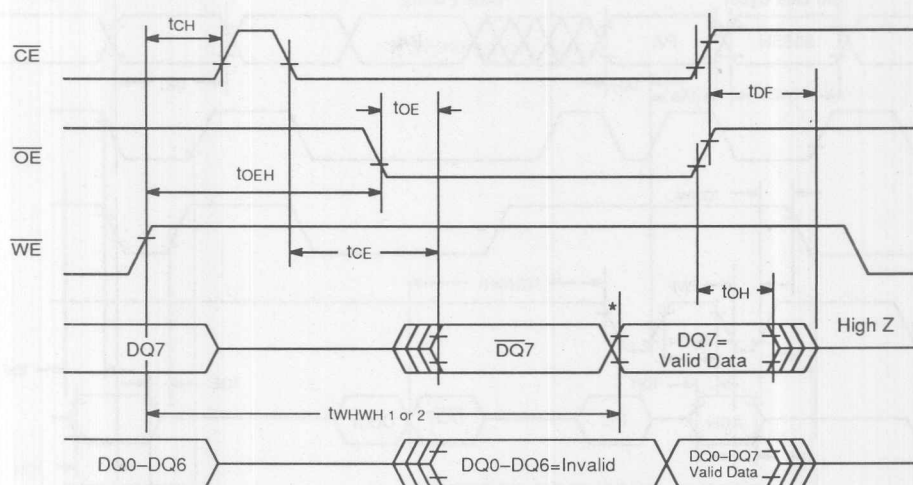 tCH
CE
tOE
tDF
OE
tOEH
WE
tCE
tOH
*
High Z
DQ7
DQ7
DQ7=
Valid Data
tWHWH 1 or 2
DQ0–DQ6
DQ0–DQ6=Invalid
DQ0–DQ7
Valid Data